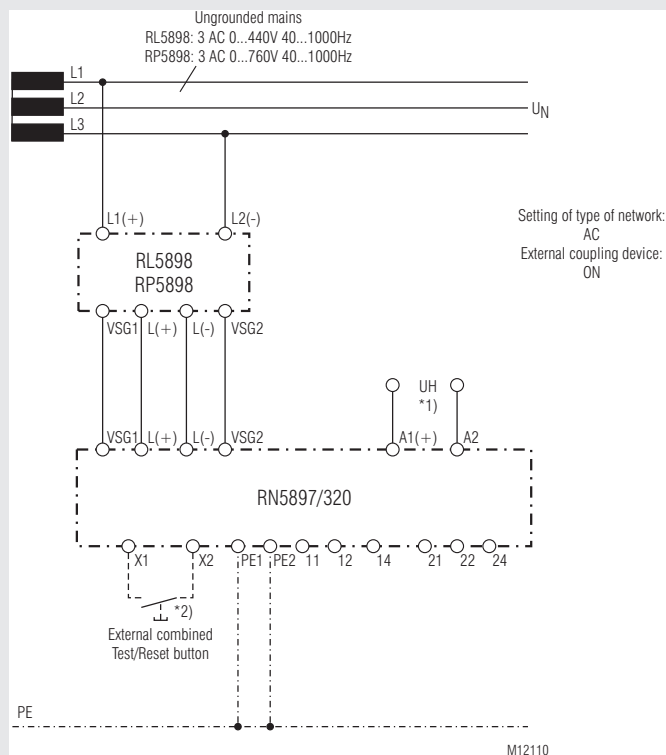 Ungrounded mains
RL5898: 3 AC 0...440V 40...1000Hz
RP5898: 3 AC 0...760V 40...1000Hz
L1
L2
L3
UN
L1(+)
L2(-)
Setting of type of network:
AC
External coupling device:
ON
RL5898
RP5898
VSG1 L(+) L(-) VSG2
UH
*1)
VSG1 L(+) L(-) VSG2
A1(+) A2
RN5897/320
X1 X2 PE1 PE2 11 12 14 21 22 24
*2)
External combined
Test/Reset button
PE
M12110